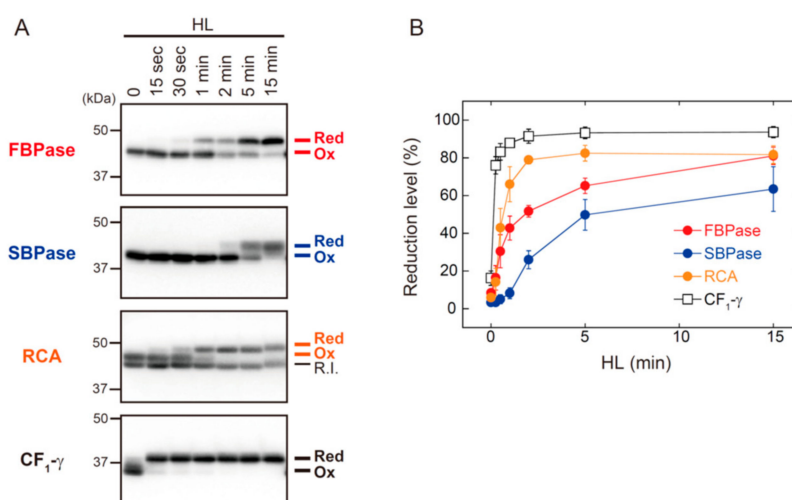 A
HL
0 15 sec 30 sec 1 min 2 min 5 min 15 min
(kDa)
50
37
FBPase
Red
Ox
50
37
SBPase
Red
Ox
50
37
RCA
Red
Ox
R.I.
50
37
CF₁-γ
Red
Ox
B
Reduction level (%)
100
80
60
40
20
0
0 5 10 15
HL (min)
FBPase
SBPase
RCA
CF₁-γ